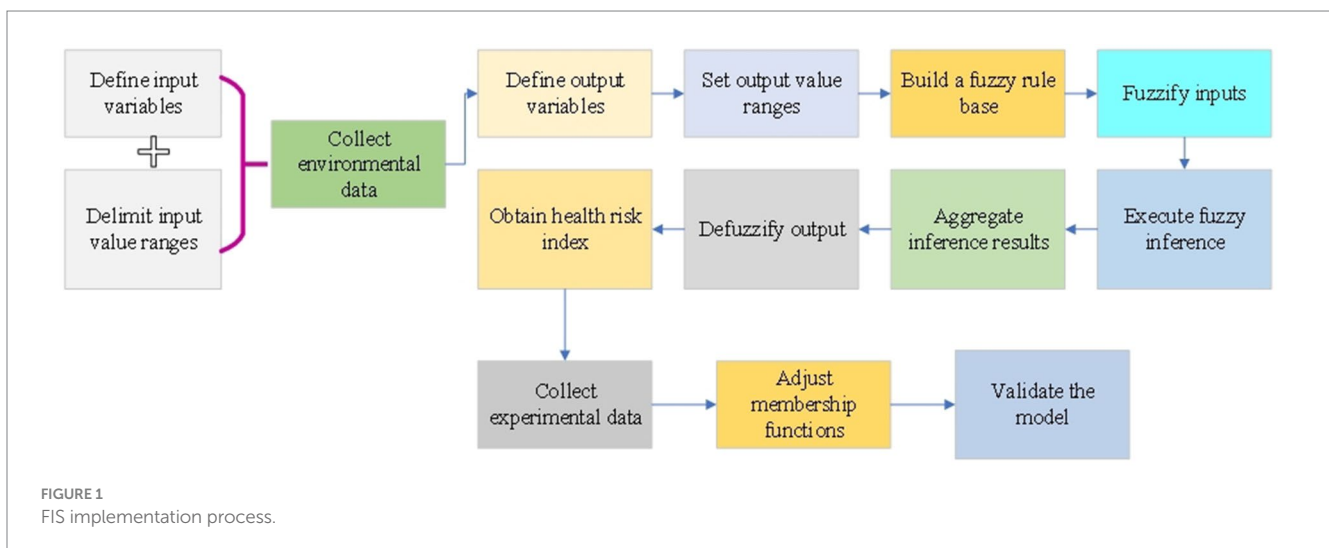 Define input
variables
Delimit input
value ranges
Collect
environmental
data
Define output
variables
Set output value
ranges
Build a fuzzy rule
base
Fuzzify inputs
Execute fuzzy
inference
Aggregate
inference results
Defuzzify output
Obtain health risk
index
Collect
experimental data
Adjust
membership
functions
Validate the
model
FIGURE 1
FIS implementation process.